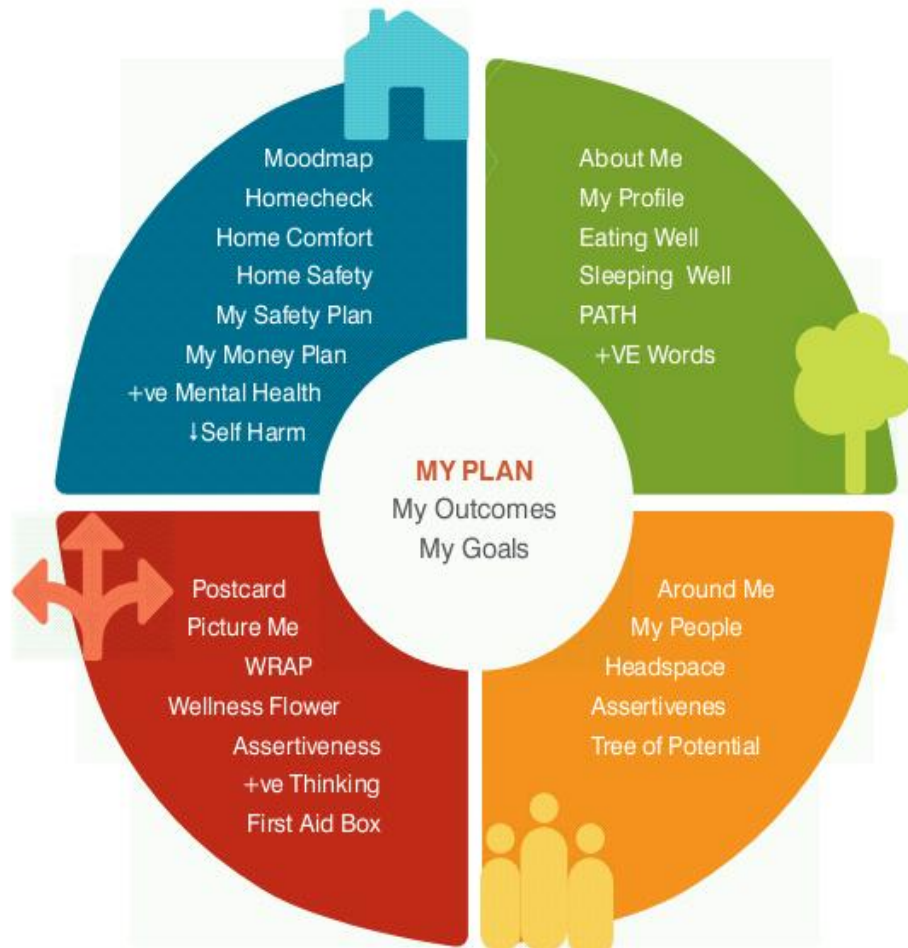 Moodmap
Homecheck
Home Comfort
Home Safety
My Safety Plan
My Money Plan
+ve Mental Health
↓Self Harm
About Me
My Profile
Eating Well
Sleeping Well
PATH
+VE Words
MY PLAN
My Outcomes
My Goals
Postcard
Picture Me
WRAP
Wellness Flower
Assertiveness
+ve Thinking
First Aid Box
Around Me
My People
Headspace
Assertivenes
Tree of Potential